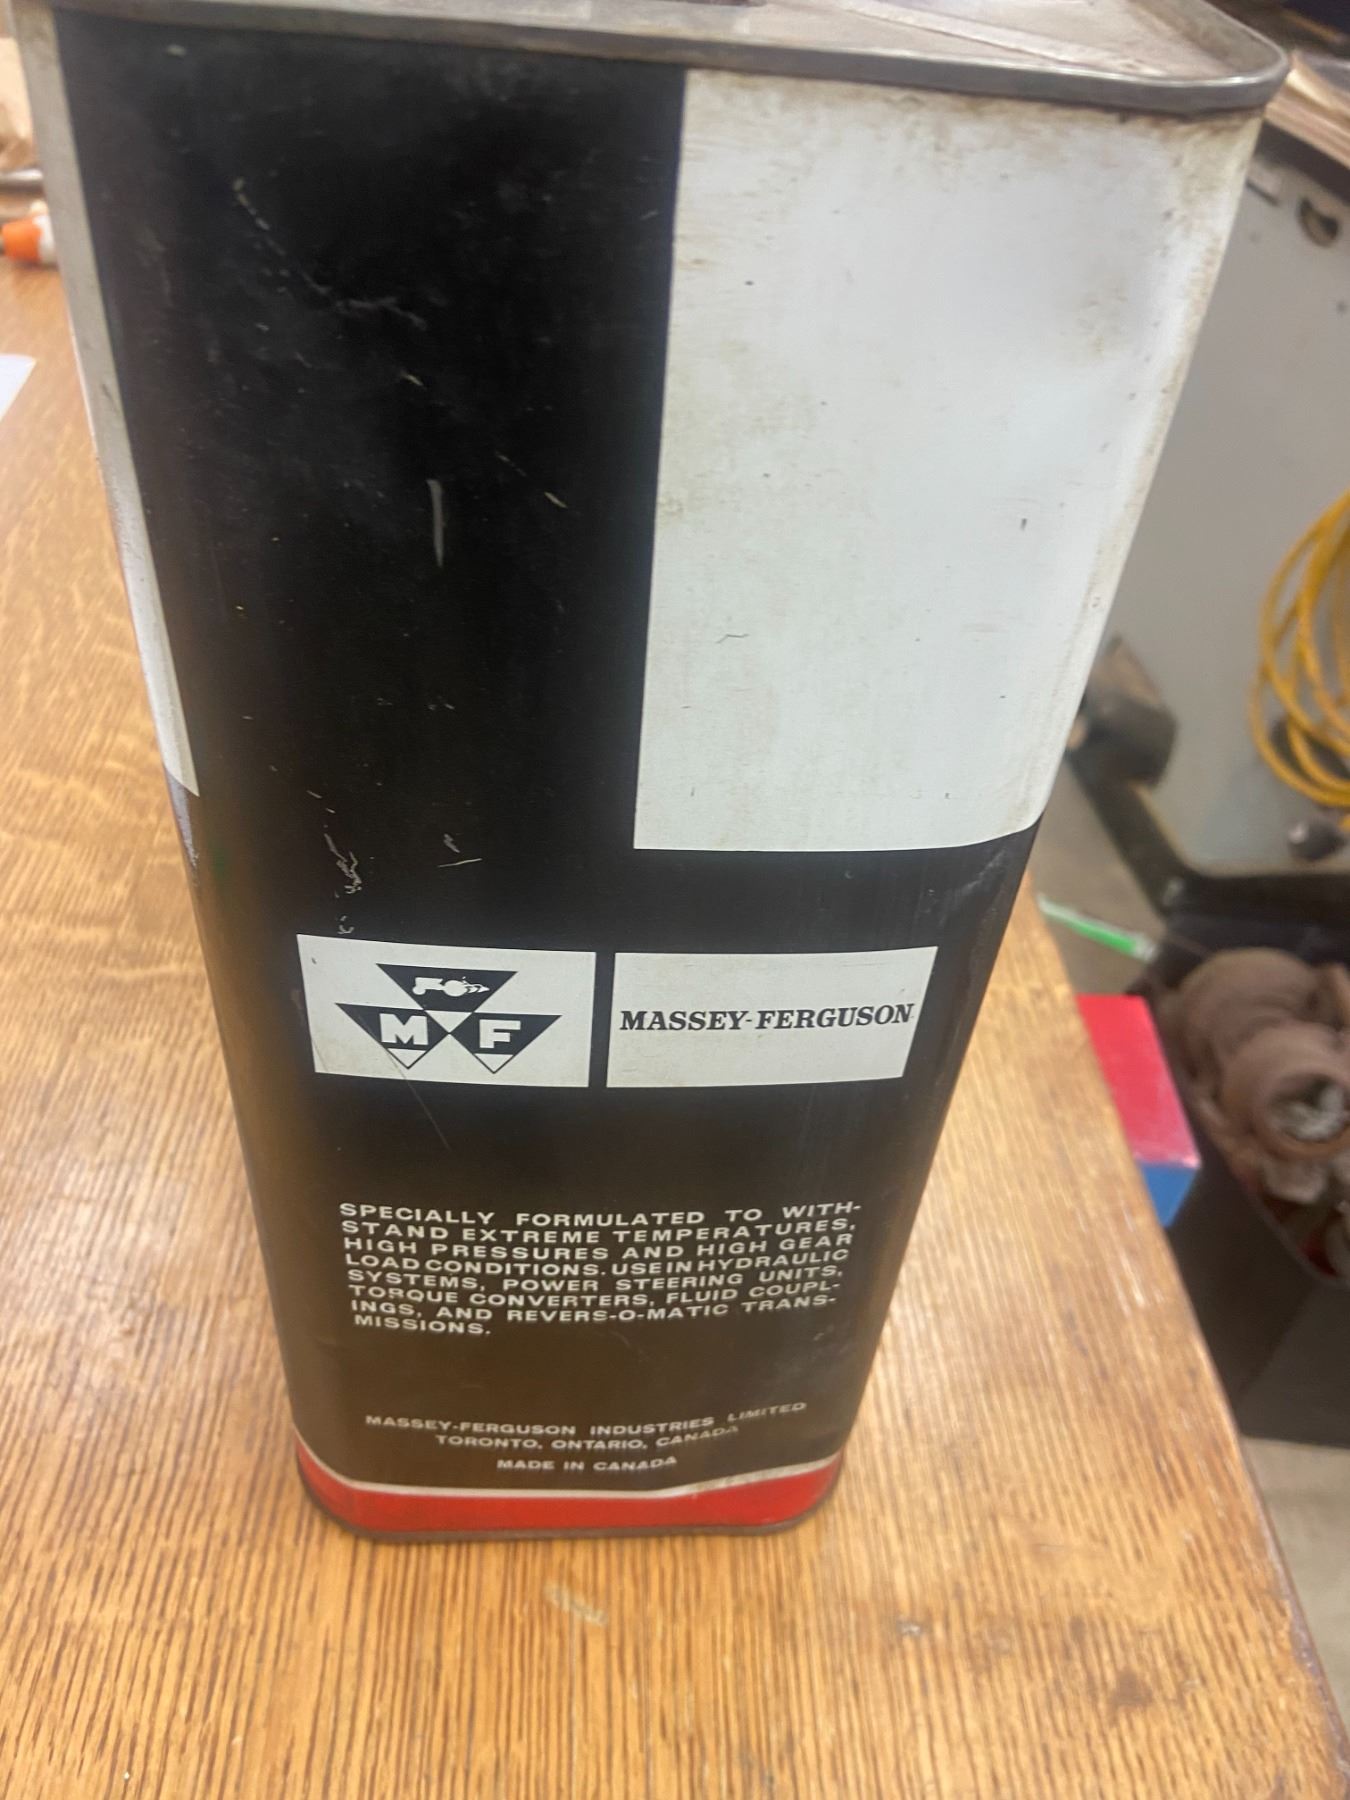 M F
MASSEY-FERGUSON
SPECIALLY FORMULATED TO WITH-
STAND EXTREME TEMPERATURES,
HIGH PRESSURES AND HIGH GEAR
LOAD CONDITIONS. USE IN HYDRAULIC
SYSTEMS, POWER STEERING UNITS,
TORQUE CONVERTERS, FLUID COUPL-
INGS, AND REVERS-O-MATIC TRANS-
MISSIONS.
MASSEY-FERGUSON INDUSTRIES LIMITED
TORONTO, ONTARIO, CANADA
MADE IN CANADA